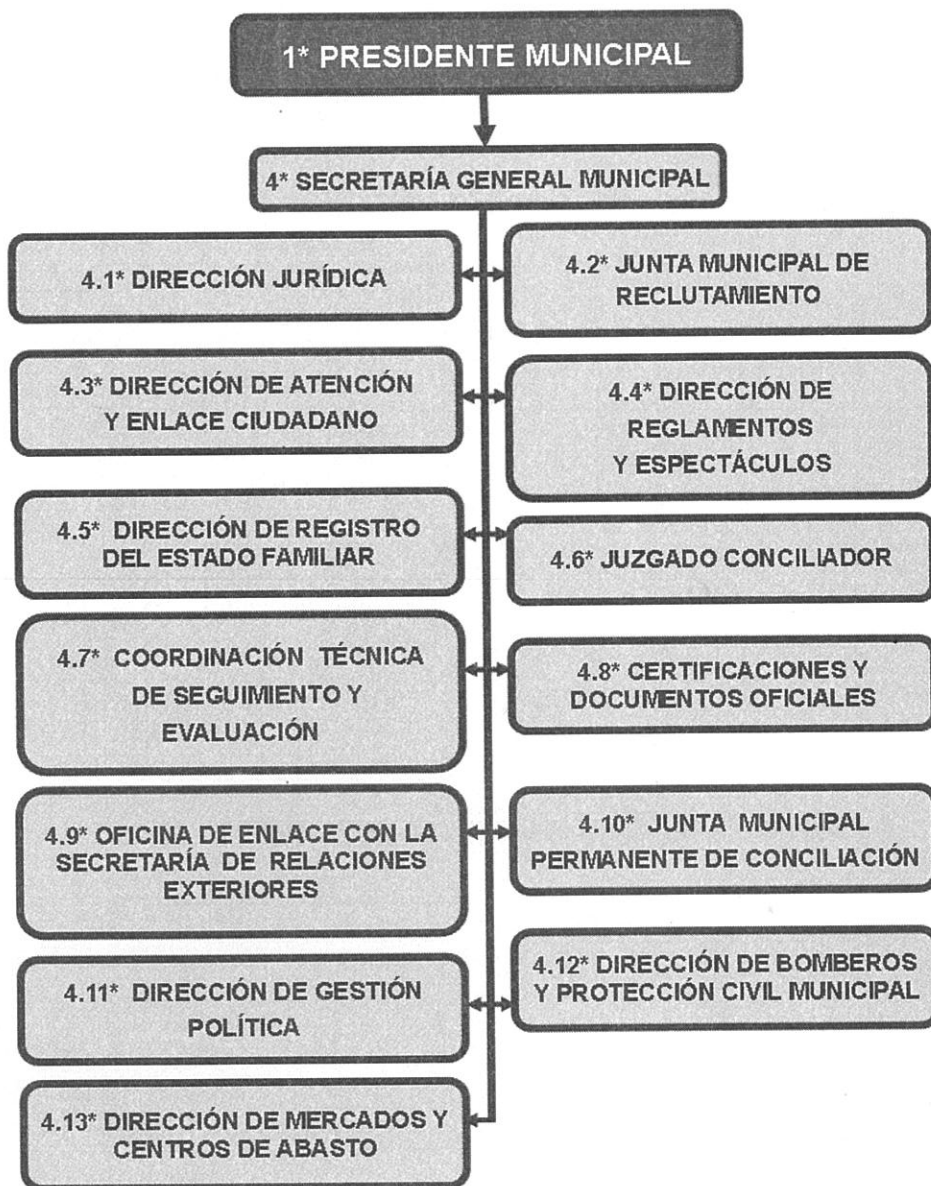 1* PRESIDENTE MUNICIPAL
4* SECRETARÍA GENERAL MUNICIPAL
4.1* DIRECCIÓN JURÍDICA
4.2* JUNTA MUNICIPAL DE
RECLUTAMIENTO
4.3* DIRECCIÓN DE ATENCIÓN
Y ENLACE CIUDADANO
4.4* DIRECCIÓN DE
REGLAMENTOS
Y ESPECTÁCULOS
4.5* DIRECCIÓN DE REGISTRO
DEL ESTADO FAMILIAR
4.6* JUZGADO CONCILIADOR
4.7* COORDINACIÓN TÉCNICA
DE SEGUIMIENTO Y
EVALUACIÓN
4.8* CERTIFICACIONES Y
DOCUMENTOS OFICIALES
4.9* OFICINA DE ENLACE CON LA
SECRETARÍA DE RELACIONES
EXTERIORES
4.10* JUNTA MUNICIPAL
PERMANENTE DE CONCILIACIÓN
4.11* DIRECCIÓN DE GESTIÓN
POLÍTICA
4.12* DIRECCIÓN DE BOMBEROS
Y PROTECCIÓN CIVIL MUNICIPAL
4.13* DIRECCIÓN DE MERCADOS Y
CENTROS DE ABASTO